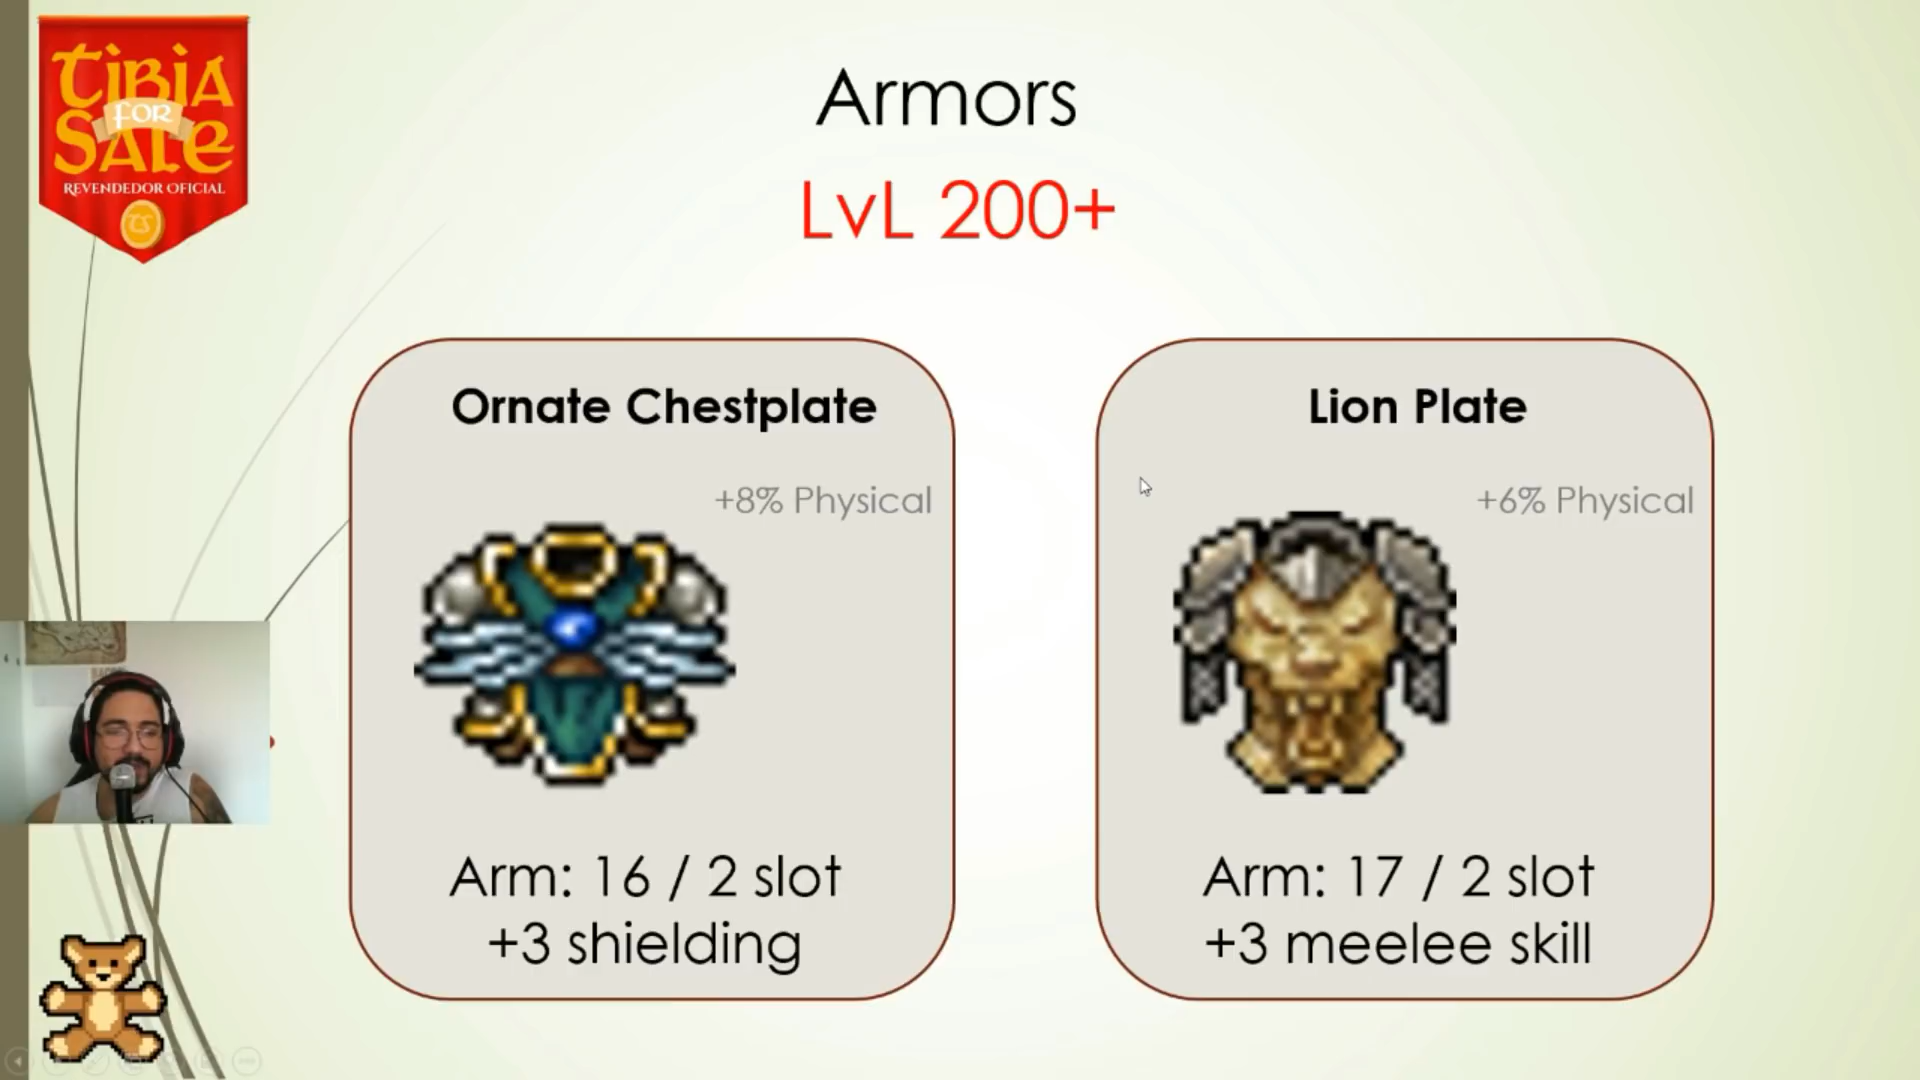 TIBIA
FOR
SALE
REVENDEDOR OFICIAL
Armors
LvL 200+
Ornate Chestplate
+8% Physical
Arm: 16 / 2 slot
+3 shielding
Lion Plate
+6% Physical
Arm: 17 / 2 slot
+3 meelee skill